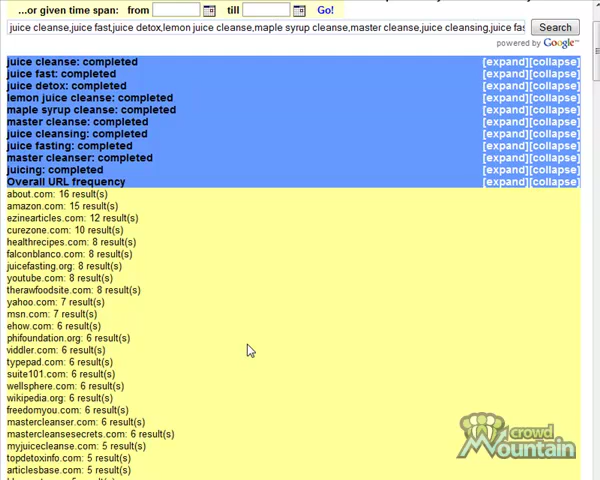 ...or given time span: from till Go!
juice cleanse,juice fast,juice detox,lemon juice cleanse,maple syrup cleanse,master cleanse,juice cleansing,juice fas Search
powered by Google™
juice cleanse: completed [expand][collapse]
juice fast: completed [expand][collapse]
juice detox: completed [expand][collapse]
lemon juice cleanse: completed [expand][collapse]
maple syrup cleanse: completed [expand][collapse]
master cleanse: completed [expand][collapse]
juice cleansing: completed [expand][collapse]
juice fasting: completed [expand][collapse]
master cleanser: completed [expand][collapse]
juicing: completed [expand][collapse]
Overall URL frequency [expand][collapse]
about.com: 16 result(s)
amazon.com: 15 result(s)
ezinearticles.com: 12 result(s)
curezone.com: 10 result(s)
healthrecipes.com: 8 result(s)
falconblanco.com: 8 result(s)
juicefasting.org: 8 result(s)
youtube.com: 8 result(s)
therawfoodsite.com: 8 result(s)
yahoo.com: 7 result(s)
msn.com: 7 result(s)
ehow.com: 6 result(s)
phifoundation.org: 6 result(s)
viddler.com: 6 result(s)
typepad.com: 6 result(s)
suite101.com: 6 result(s)
wellsphere.com: 6 result(s)
wikipedia.org: 6 result(s)
freedomyou.com: 6 result(s)
mastercleanser.com: 6 result(s)
mastercleansesecrets.com: 6 result(s)
myjuicecleanse.com: 5 result(s)
topdetoxinfo.com: 5 result(s)
articlesbase.com: 5 result(s)
crowd
Mountain